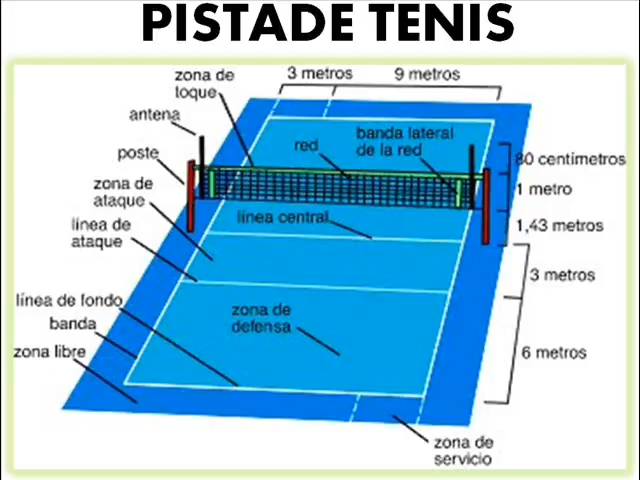 PISTADE TENIS
zona de
toque
3 metros
9 metros
antena
red
banda lateral
de la red
poste
80 centímetros
zona de
ataque
1 metro
línea de
ataque
línea central
1,43 metros
3 metros
línea de fondo
zona de
defensa
banda
zona libre
6 metros
zona de
servicio